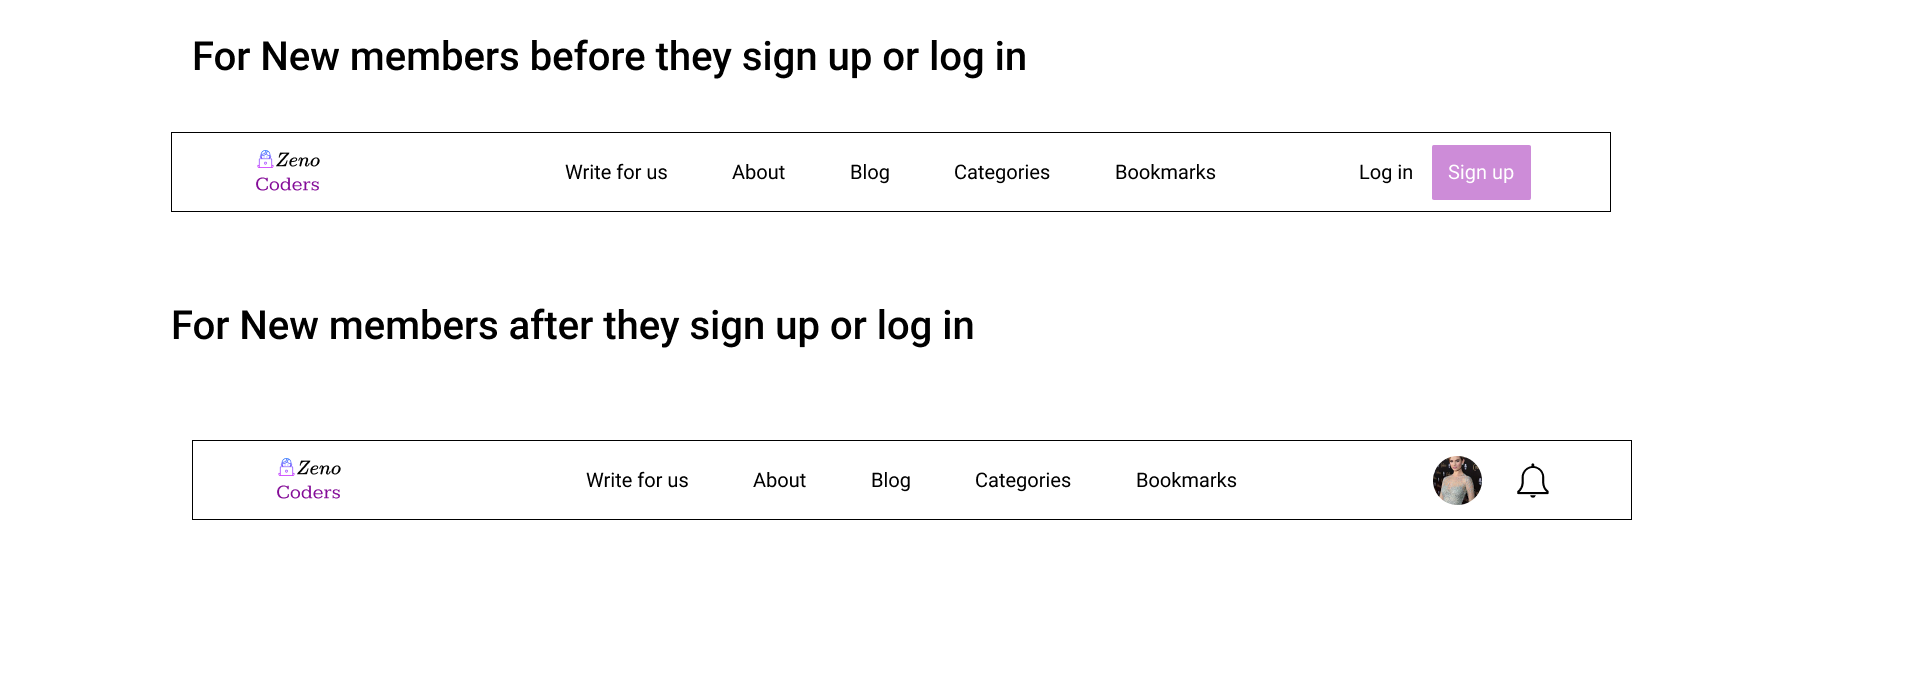 For New members before they sign up or log in
Zeno
Coders
Write for us About Blog Categories Bookmarks Log in Sign up
For New members after they sign up or log in
Zeno
Coders
Write for us About Blog Categories Bookmarks